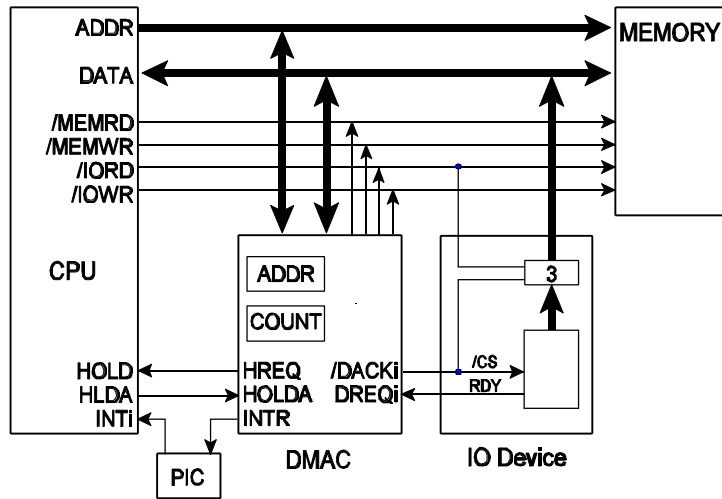 ADDR
MEMORY
DATA
/MEMRD
/MEMWR
/IORD
/IOWR
CPU
ADDR
3
COUNT
HOLD
HREQ
/DACKi
/CS
HLDA
HOLDA
DREQi
RDY
INTi
INTR
PIC
DMAC
IO Device